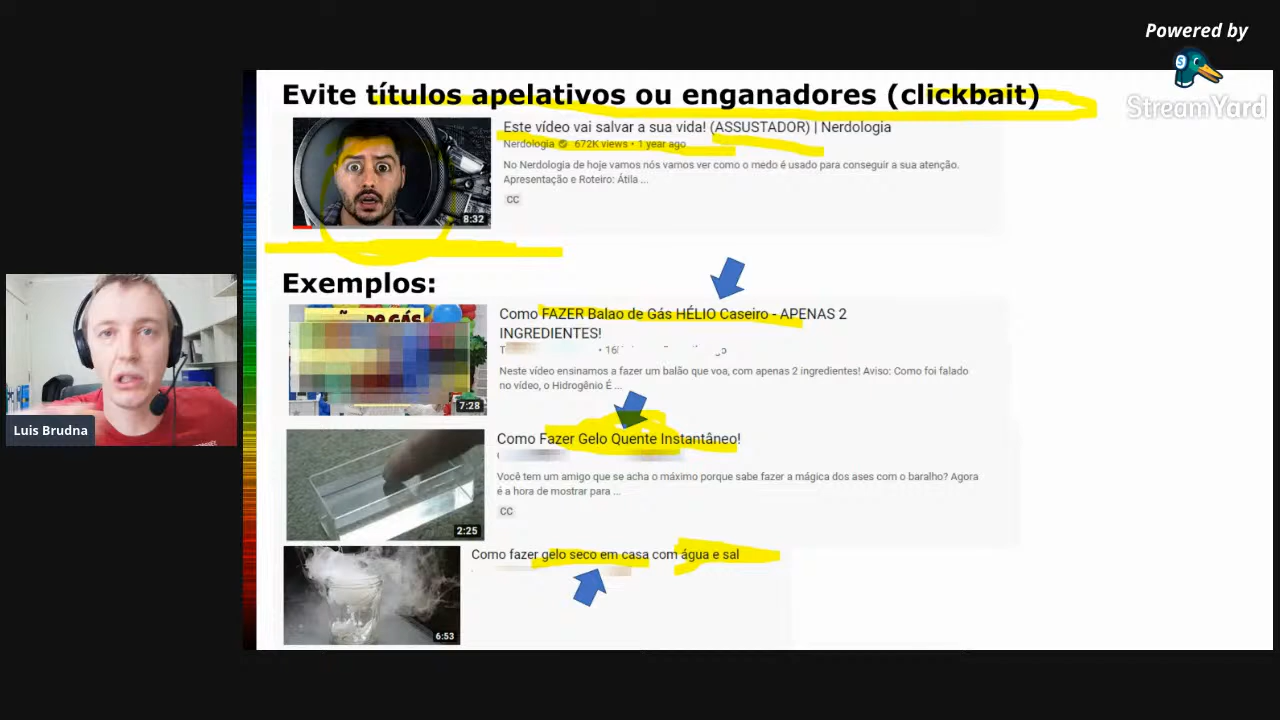 Powered by
StreamYard
Evite títulos apelativos ou enganadores (clickbait)
Este vídeo vai salvar a sua vida! (ASSUSTADOR) | Nerdologia
Nerdologia 672K views • 1 year ago
No Nerdologia de hoje vamos nós vamos ver como o medo é usado para conseguir a sua atenção.
Apresentação e Roteiro: Átila ...
CC
8:32
Exemplos:
DE GÁS
7:28
Como FAZER Balao de Gás HÉLIO Caseiro - APENAS 2
INGREDIENTES!
Neste vídeo ensinamos a fazer um balão que voa, com apenas 2 ingredientes! Aviso: Como foi falado
no vídeo, o Hidrogênio É ...
Luis Brudna
Como Fazer Gelo Quente Instantâneo!
Você tem um amigo que se acha o máximo porque sabe fazer a mágica dos ases com o baralho? Agora
é a hora de mostrar para ...
CC
2:25
Como fazer gelo seco em casa com água e sal
6:53